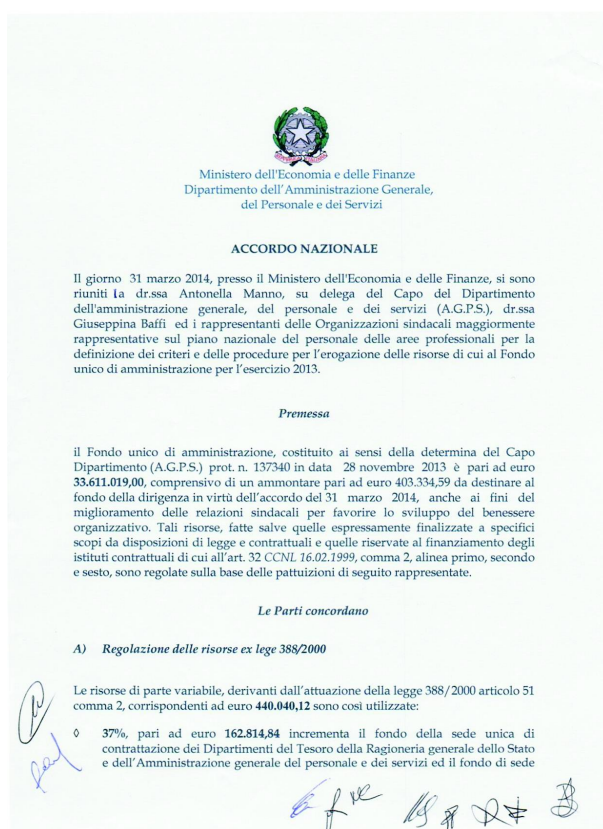 Ministero dell'Economia e delle Finanze
Dipartimento dell'Amministrazione Generale,
del Personale e dei Servizi
ACCORDO NAZIONALE
Il giorno 31 marzo 2014, presso il Ministero dell'Economia e delle Finanze, si sono
riuniti la dr.ssa Antonella Manno, su delega del Capo del Dipartimento
dell'amministrazione generale, del personale e dei servizi (A.G.P.S.), dr.ssa
Giuseppina Baffi ed i rappresentanti delle Organizzazioni sindacali maggiormente
rappresentative sul piano nazionale del personale delle aree professionali per la
definizione dei criteri e delle procedure per l'erogazione delle risorse di cui al Fondo
unico di amministrazione per l'esercizio 2013.
Premessa
il Fondo unico di amministrazione, costituito ai sensi della determina del Capo
Dipartimento (A.G.P.S.) prot. n. 137340 in data 28 novembre 2013 è pari ad euro
33.611.019,00, comprensivo di un ammontare pari ad euro 403.334,59 da destinare al
fondo della dirigenza in virtù dell'accordo del 31 marzo 2014, anche ai fini del
miglioramento delle relazioni sindacali per favorire lo sviluppo del benessere
organizzativo. Tali risorse, fatte salve quelle espressamente finalizzate a specifici
scopi da disposizioni di legge e contrattuali e quelle riservate al finanziamento degli
istituti contrattuali di cui all'art. 32 CCNL 16.02.1999, comma 2, alinea primo, secondo
e sesto, sono regolate sulla base delle pattuizioni di seguito rappresentate.
Le Parti concordano
A) Regolazione delle risorse ex lege 388/2000
Le risorse di parte variabile, derivanti dall'attuazione della legge 388/2000 articolo 51
comma 2, corrispondenti ad euro 440.040,12 sono così utilizzate:
◊ 37%, pari ad euro 162.814,84 incrementa il fondo della sede unica di
contrattazione dei Dipartimenti del Tesoro della Ragioneria generale dello Stato
e dell'Amministrazione generale del personale e dei servizi ed il fondo di sede